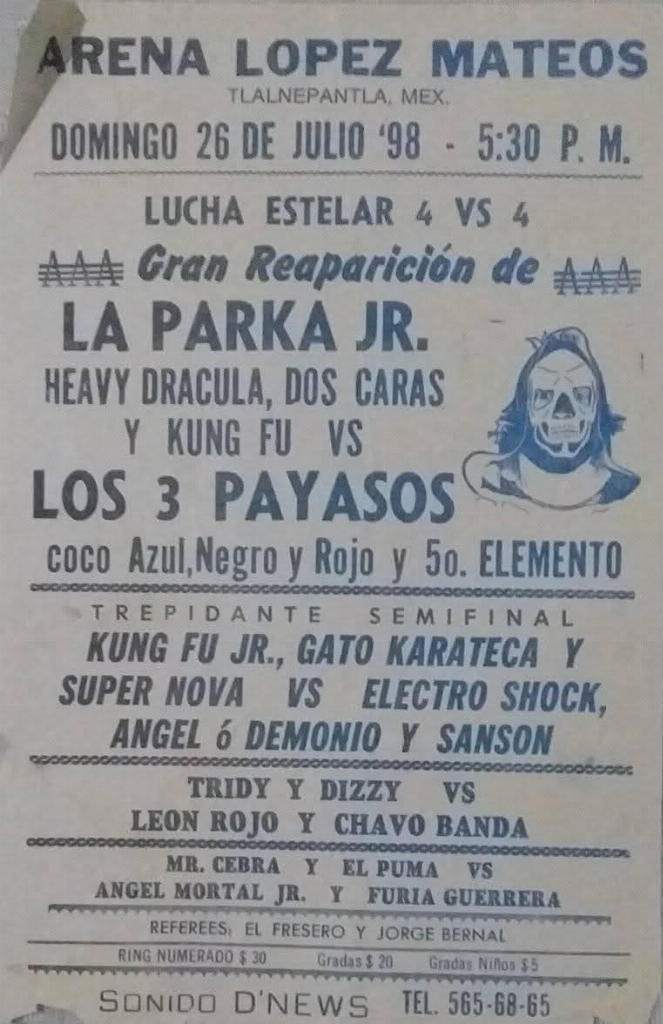 ARENA LOPEZ MATEOS
TLALNEPANTLA, MEX.
DOMINGO 26 DE JULIO '98 - 5:30 P. M.
LUCHA ESTELAR 4 VS 4
AAA Gran Reaparición de AAA
LA PARKA JR.
HEAVY DRACULA, DOS CARAS
Y KUNG FU VS
LOS 3 PAYASOS
coco Azul, Negro y Rojo y 5o. ELEMENTO
TREPIDANTE SEMIFINAL
KUNG FU JR., GATO KARATECA Y
SUPER NOVA VS ELECTRO SHOCK,
ANGEL ó DEMONIO Y SANSON
TRIDY Y DIZZY VS
LEON ROJO Y CHAVO BANDA
MR. CEBRA Y EL PUMA VS
ANGEL MORTAL JR. Y FURIA GUERRERA
REFEREES: EL FRESERO Y JORGE BERNAL
RING NUMERADO $ 30 Gradas $ 20 Gradas Niños $ 5
SONIDO D'NEWS TEL. 565-68-65